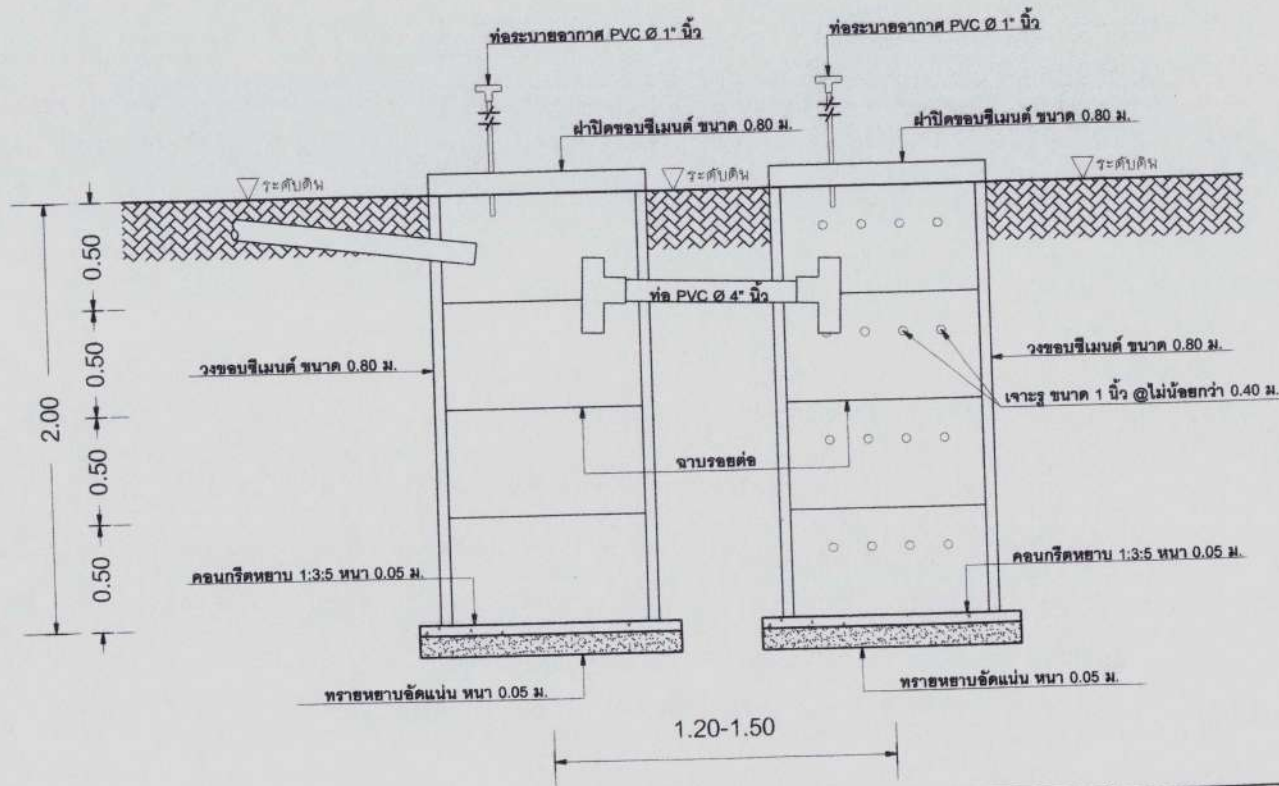 ท่อระบายอากาศ PVC Ø 1" นิ้ว
ท่อระบายอากาศ PVC Ø 1" นิ้ว
ฝาปิดขอบซีเมนต์ ขนาด 0.80 ม.
ฝาปิดขอบซีเมนต์ ขนาด 0.80 ม.
ระดับดิน
ระดับดิน
ระดับดิน
0.50
ท่อ PVC Ø 4" นิ้ว
0.50
วงขอบซีเมนต์ ขนาด 0.80 ม.
วงขอบซีเมนต์ ขนาด 0.80 ม.
เจาะรู ขนาด 1 นิ้ว @ไม่น้อยกว่า 0.40 ม.
2.00
0.50
ฉาบรอยต่อ
0.50
คอนกรีตหยาบ 1:3:5 หนา 0.05 ม.
คอนกรีตหยาบ 1:3:5 หนา 0.05 ม.
ทรายหยาบอัดแน่น หนา 0.05 ม.
ทรายหยาบอัดแน่น หนา 0.05 ม.
1.20-1.50